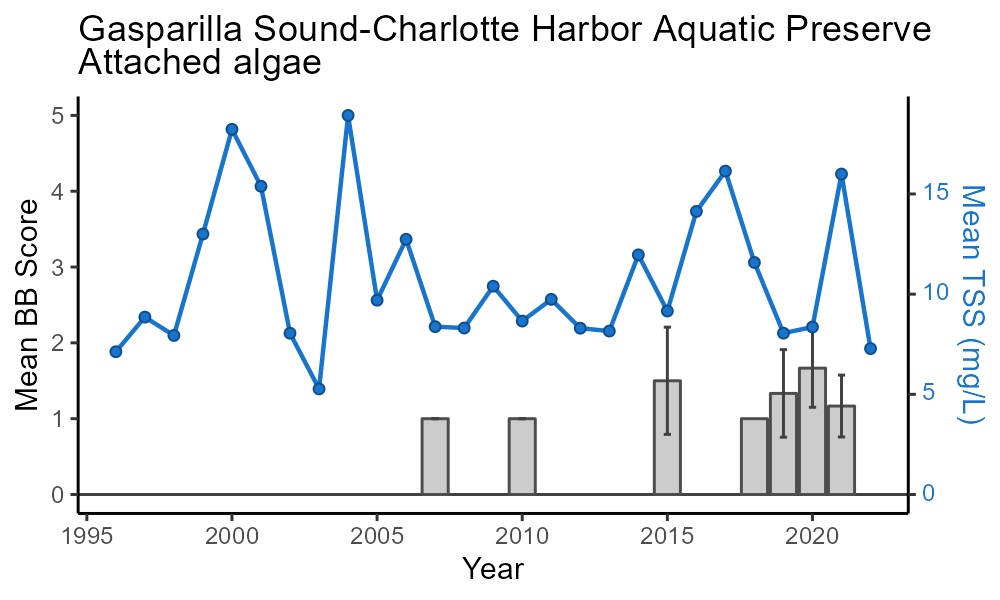 Gasparilla Sound-Charlotte Harbor Aquatic Preserve
Attached algae
Mean BB Score
5
4
3
2
1
0
15
10
5
0
Mean TSS (mg/L)
1995 2000 2005 2010 2015 2020
Year